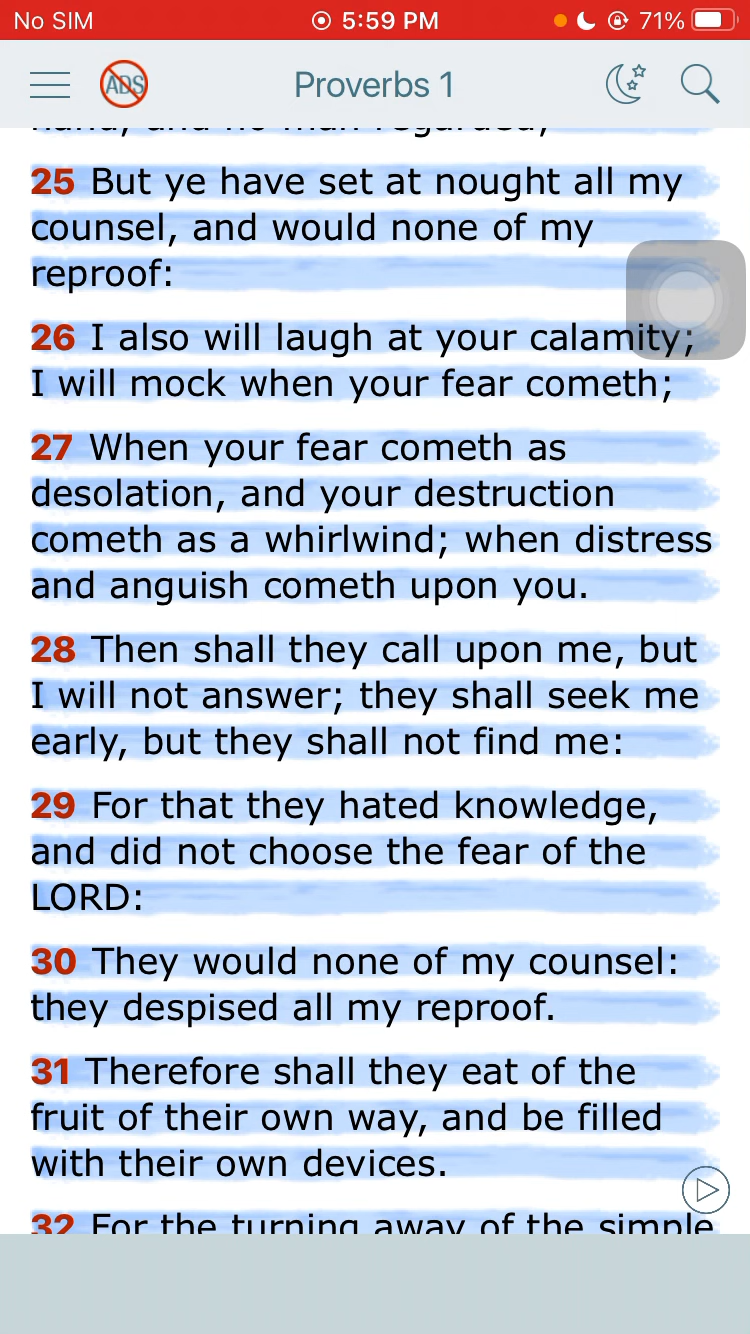 No SIM 5:59 PM 71%
ADS Proverbs 1
hand, and no man regarded;
25 But ye have set at nought all my
counsel, and would none of my
reproof:
26 I also will laugh at your calamity;
I will mock when your fear cometh;
27 When your fear cometh as
desolation, and your destruction
cometh as a whirlwind; when distress
and anguish cometh upon you.
28 Then shall they call upon me, but
I will not answer; they shall seek me
early, but they shall not find me:
29 For that they hated knowledge,
and did not choose the fear of the
LORD:
30 They would none of my counsel:
they despised all my reproof.
31 Therefore shall they eat of the
fruit of their own way, and be filled
with their own devices.
32 For the turning away of the simple